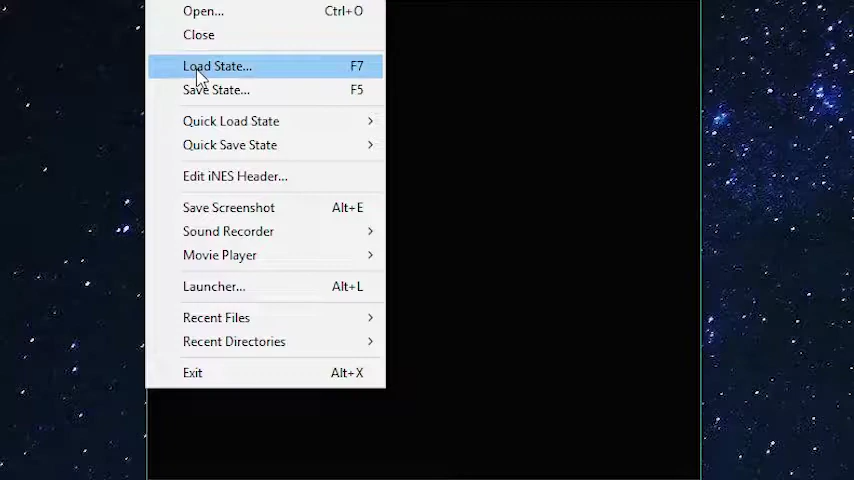 Open... Ctrl+O
Close
Load State... F7
Save State... F5
Quick Load State
Quick Save State
Edit iNES Header...
Save Screenshot Alt+E
Sound Recorder
Movie Player
Launcher... Alt+L
Recent Files
Recent Directories
Exit Alt+X